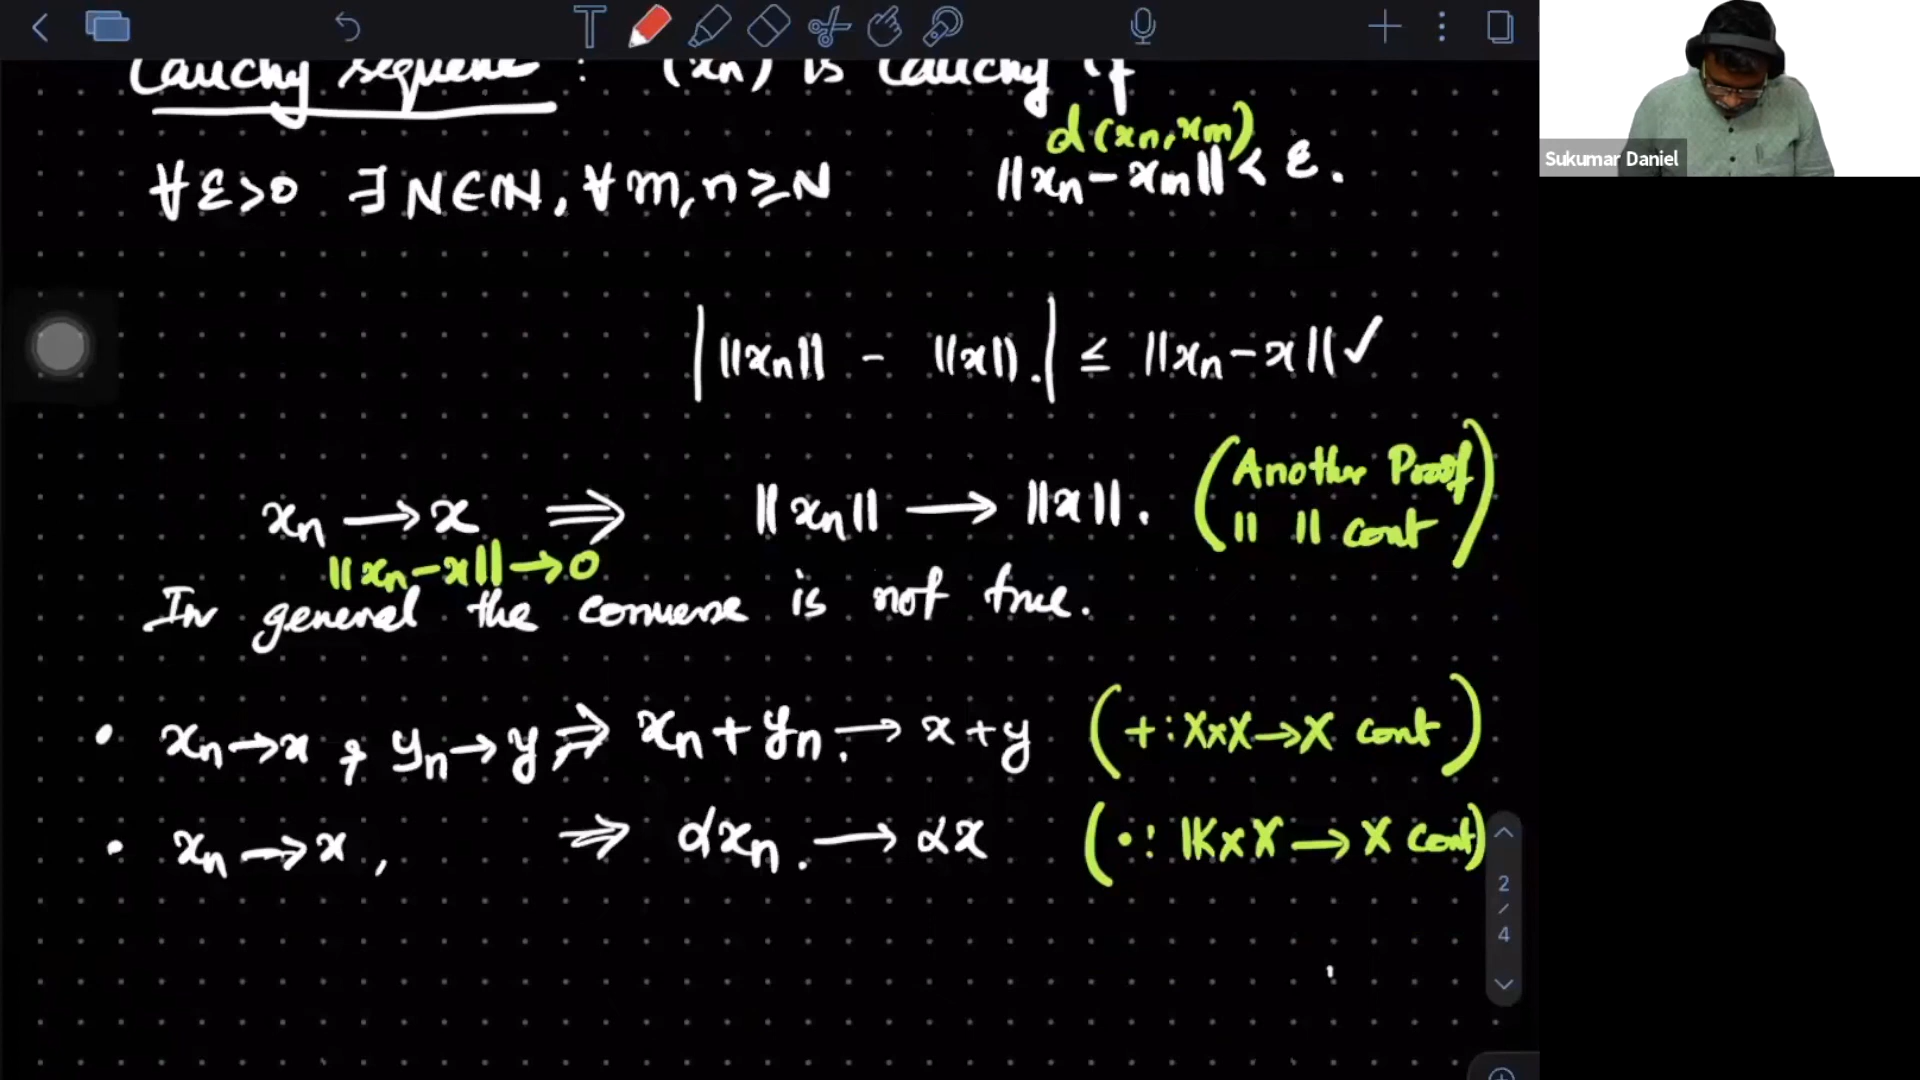 Cauchy sequence : (xn) is Cauchy if
d(xn, xm)
∀ ε>0 ∃ N∈ℕ, ∀ m, n ≥ N ||xn − xm|| < ε.
| ||xn|| − ||x||. | ≤ ||xn − x|| ✓
xn → x ⇒ ||xn|| → ||x||. (Another Proof || || cont)
||xn − x|| → 0
In general the converse is not true.
• xn → x & yn → y ⇒ xn + yn. → x + y (+ : X×X → X cont)
• xn → x, ⇒ αxn. → αx (• : 𝕂×X → X cont)
2
/
4
Sukumar Daniel